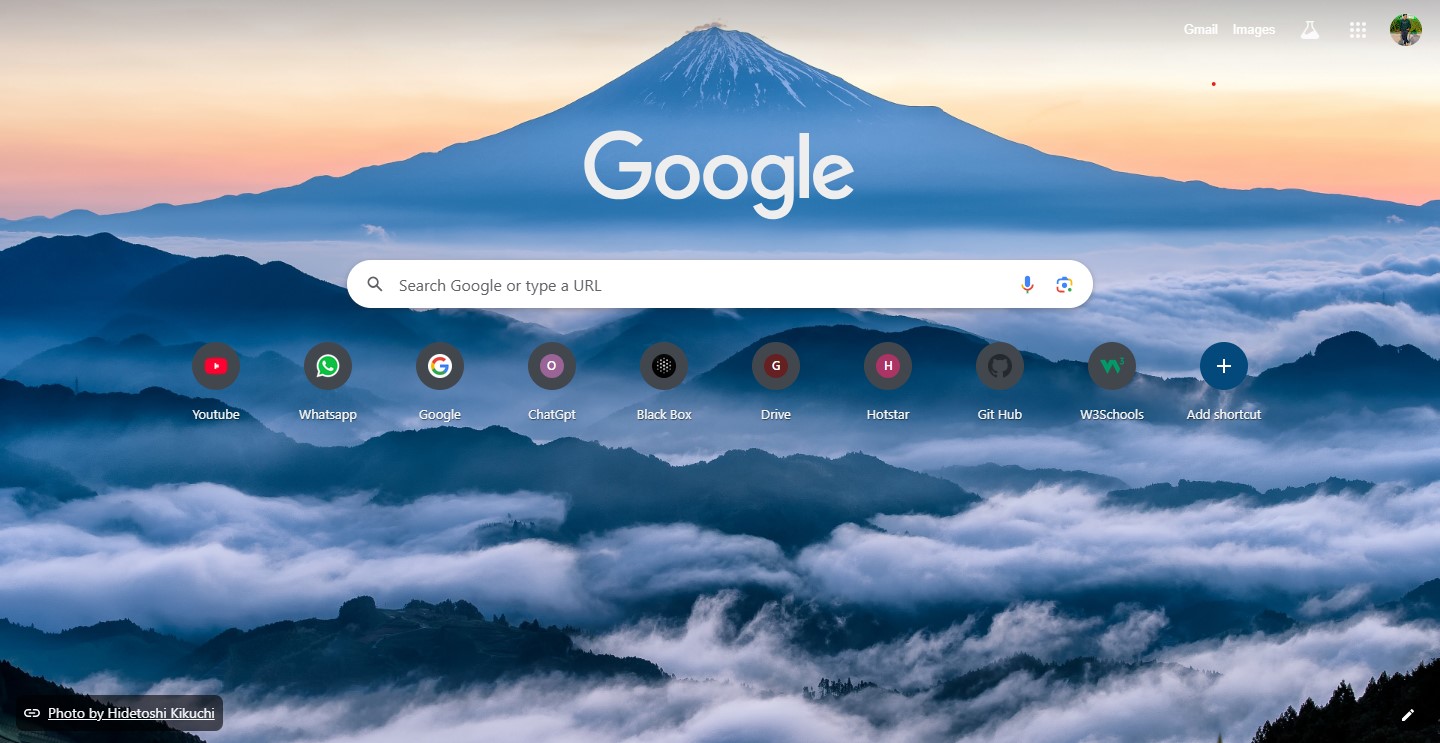 Gmail Images
Google
Search Google or type a URL
O
G
H
W3
Youtube
Whatsapp
Google
ChatGpt
Black Box
Drive
Hotstar
Git Hub
W3Schools
Add shortcut
Photo by Hidetoshi Kikuchi